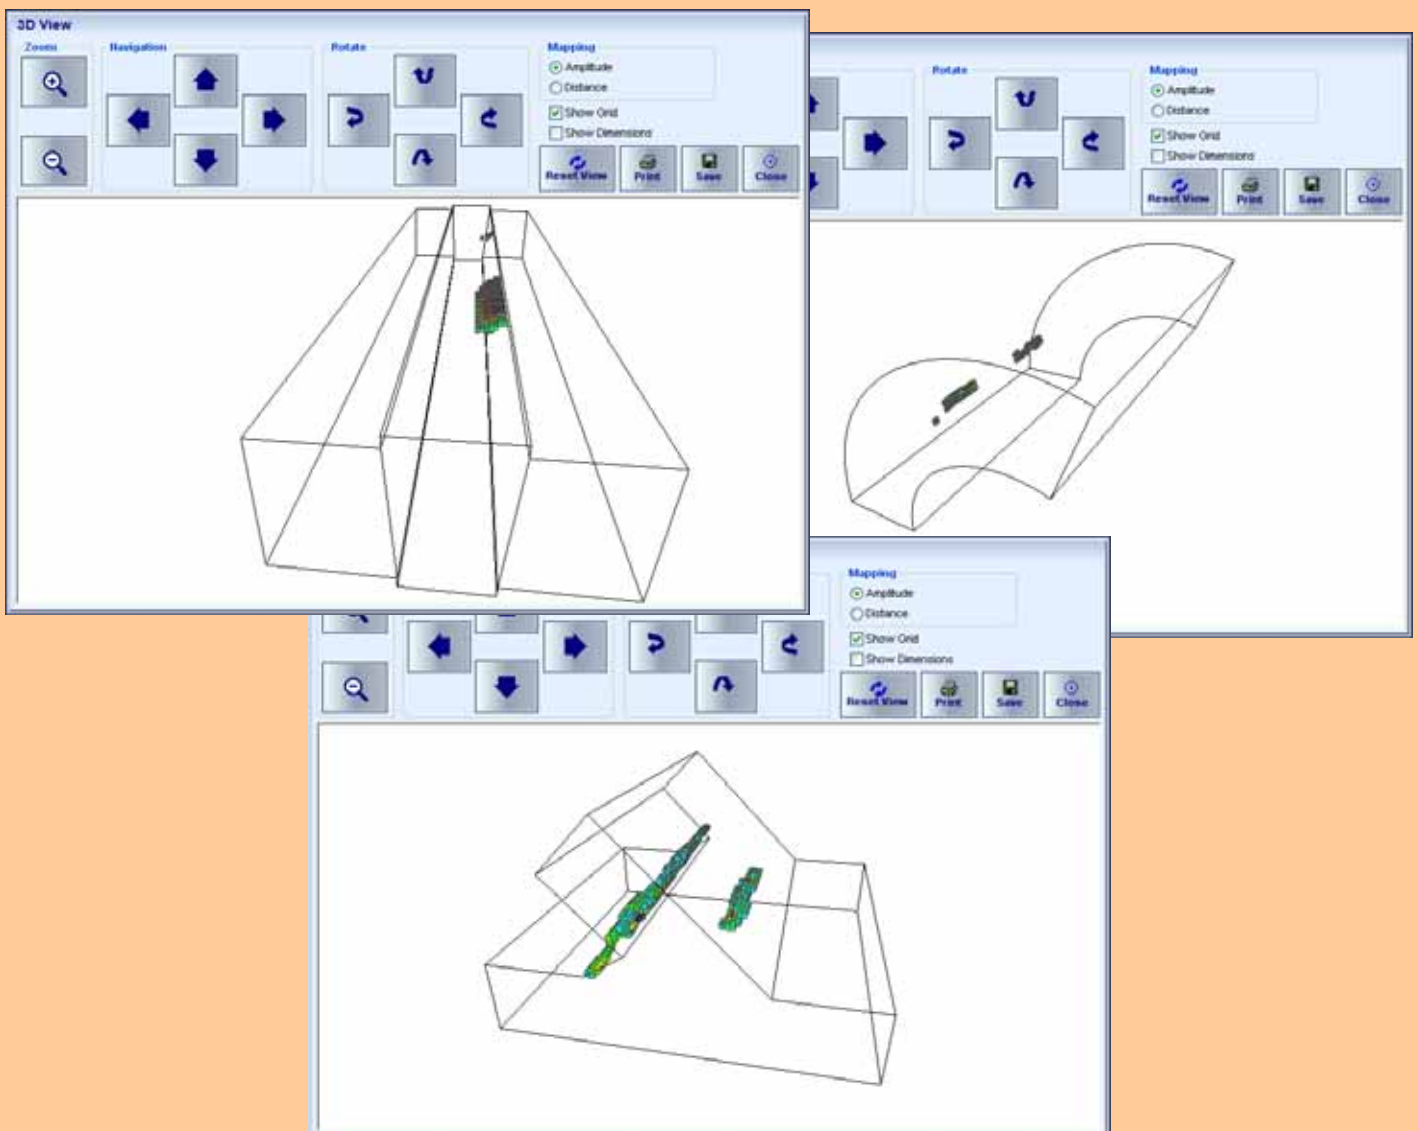 3D View
Zoom
Navigation
Rotate
Mapping
Amplitude
Distance
Show Grid
Show Dimensions
Reset View
Print
Save
Close
Rotate
Mapping
Amplitude
Distance
Show Grid
Show Dimensions
Reset View
Print
Save
Close
Mapping
Amplitude
Distance
Show Grid
Show Dimensions
Reset View
Print
Save
Close